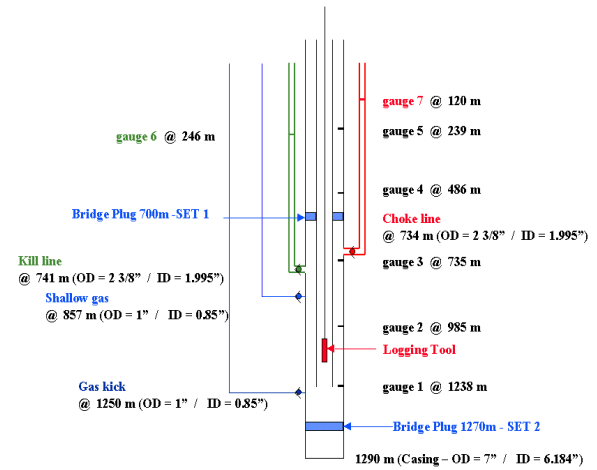 gauge 7 @ 120 m
gauge 5 @ 239 m
gauge 6 @ 246 m
gauge 4 @ 486 m
Bridge Plug 700m -SET 1
Choke line
@ 734 m (OD = 2 3/8” / ID = 1.995”)
Kill line
@ 741 m (OD = 2 3/8” / ID = 1.995”)
gauge 3 @ 735 m
Shallow gas
@ 857 m (OD = 1” / ID = 0.85”)
gauge 2 @ 985 m
Logging Tool
Gas kick
@ 1250 m (OD = 1” / ID = 0.85”)
gauge 1 @ 1238 m
Bridge Plug 1270m - SET 2
1290 m (Casing – OD = 7” / ID = 6.184”)